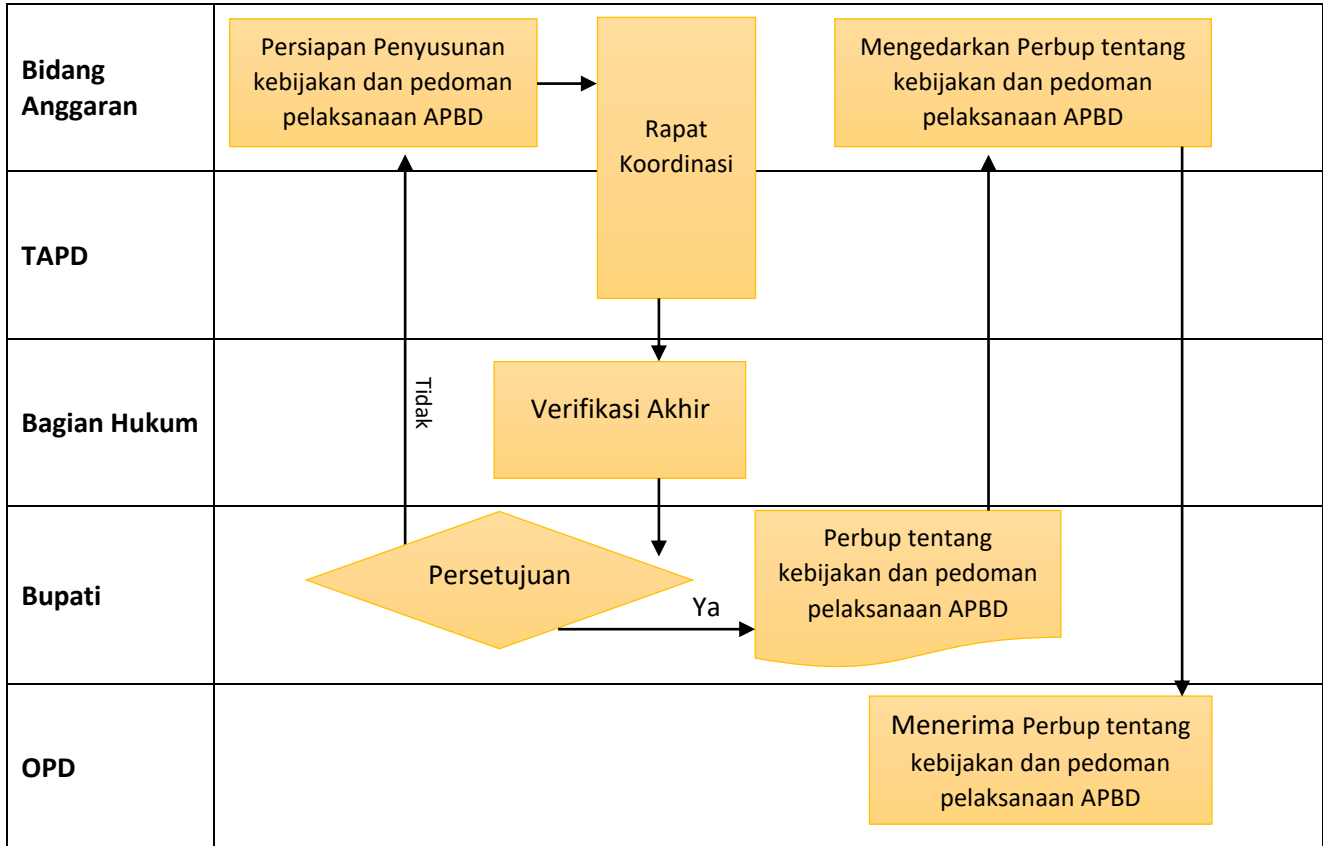 Bidang
Anggaran
Persiapan Penyusunan
kebijakan dan pedoman
pelaksanaan APBD
Rapat
Koordinasi
Mengedarkan Perbup tentang
kebijakan dan pedoman
pelaksanaan APBD
TAPD
Bagian Hukum
Tidak
Verifikasi Akhir
Bupati
Persetujuan
Ya
Perbup tentang
kebijakan dan pedoman
pelaksanaan APBD
OPD
Menerima Perbup tentang
kebijakan dan pedoman
pelaksanaan APBD